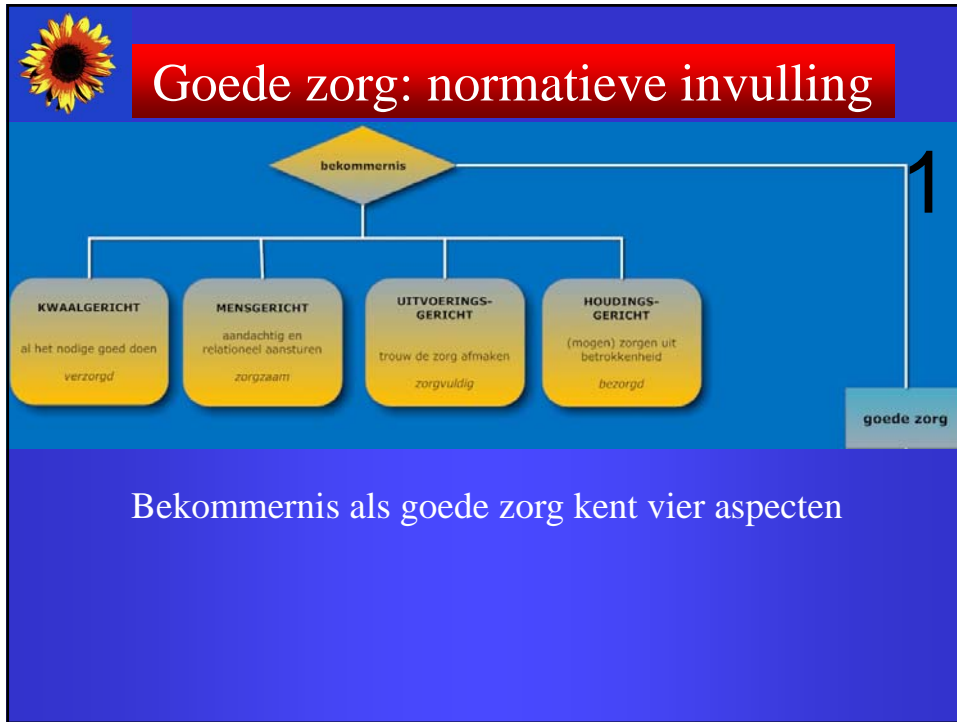 Goede zorg: normatieve invulling
1
bekommernis
KWAALGERICHT
al het nodige goed doen
verzorgd
MENSGERICHT
aandachtig en
relationeel aansturen
zorgzaam
UITVOERINGS-
GERICHT
trouw de zorg afmaken
zorgvuldig
HOUDINGS-
GERICHT
(mogen) zorgen uit
betrokkenheid
bezorgd
goede zorg
Bekommernis als goede zorg kent vier aspecten